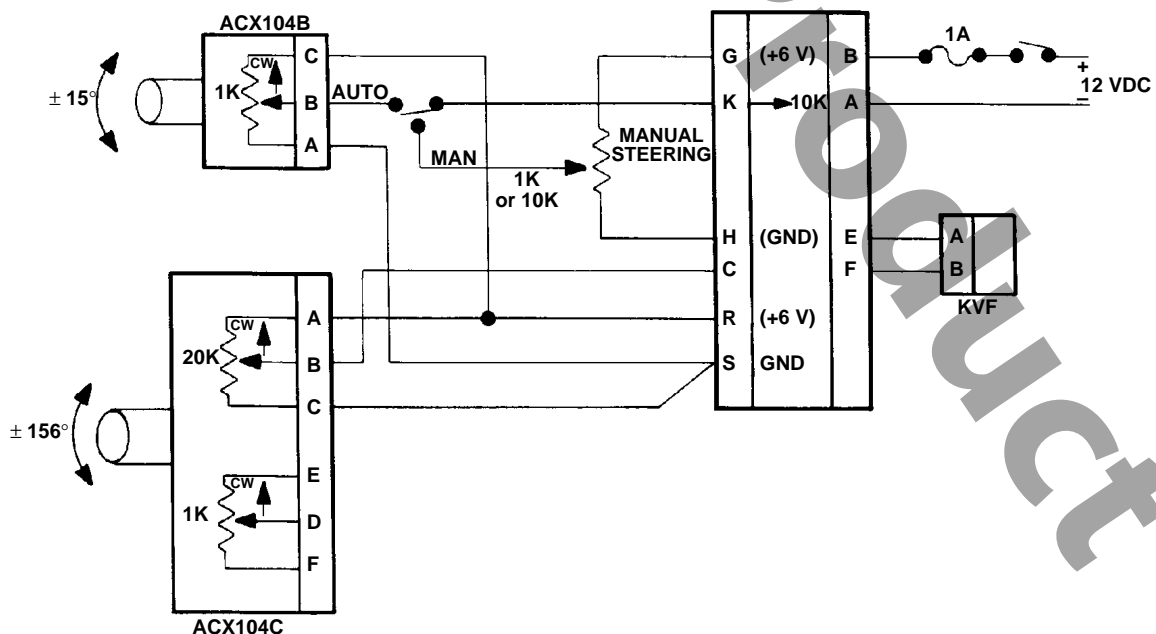 ACX104B
± 15°
1K
CW
C
B
A
AUTO
MAN
1K
or 10K
MANUAL
STEERING
G (+6 V) B
K 10K A
H (GND) E
C F
R (+6 V)
S GND
1A
+
12 VDC
−
A
B
KVF
± 156°
20K
CW
A
B
C
1K
CW
E
D
F
ACX104C
roduct